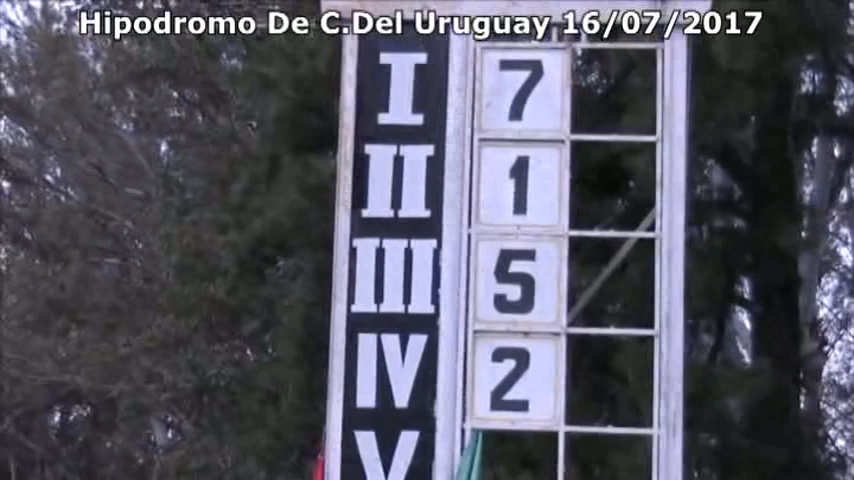 Hipodromo De C.Del Uruguay 16/07/2017
I 7
II 1
III 5
IV 2
V